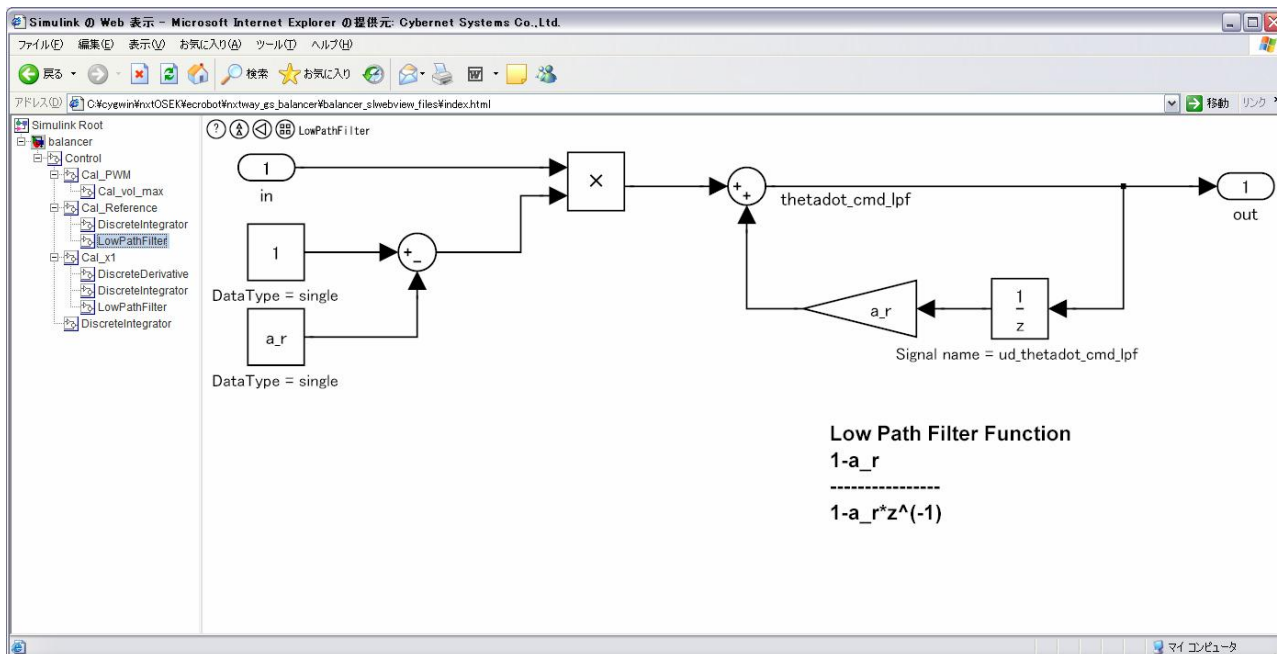 Simulink の Web 表示 - Microsoft Internet Explorer の提供元: Cybernet Systems Co.,Ltd.
ファイル(F) 編集(E) 表示(V) お気に入り(A) ツール(T) ヘルプ(H)
戻る 検索 お気に入り
アドレス(D) C:¥cygwin¥nxtOSEK¥ecrobot¥nxtway_gs_balancer¥balancer_slwebview_files¥index.html 移動 リンク »
Simulink Root
balancer
Control
Cal_PWM
Cal_vol_max
Cal_Reference
DiscreteIntegrator
LowPathFilter
Cal_x1
DiscreteDerivative
DiscreteIntegrator
LowPathFilter
DiscreteIntegrator
? LowPathFilter
1
in
×
+
+
thetadot_cmd_lpf
1
out
1
+
-
DataType = single
a_r
DataType = single
a_r
1
z
Signal name = ud_thetadot_cmd_lpf
Low Path Filter Function
1-a_r
----------------
1-a_r*z^(-1)
マイ コンピュータ